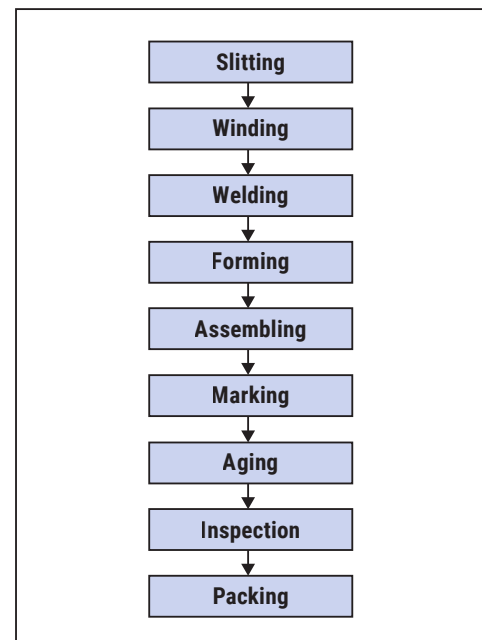 Slitting
Winding
Welding
Forming
Assembling
Marking
Aging
Inspection
Packing